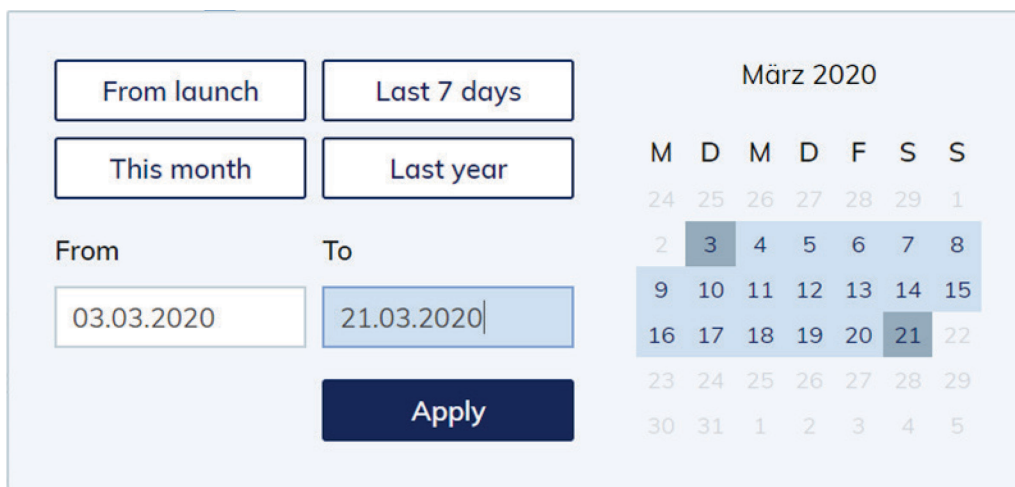 From launch Last 7 days
This month Last year
From To
03.03.2020 21.03.2020
Apply
März 2020
M D M D F S S
24 25 26 27 28 29 1
2 3 4 5 6 7 8
9 10 11 12 13 14 15
16 17 18 19 20 21 22
23 24 25 26 27 28 29
30 31 1 2 3 4 5